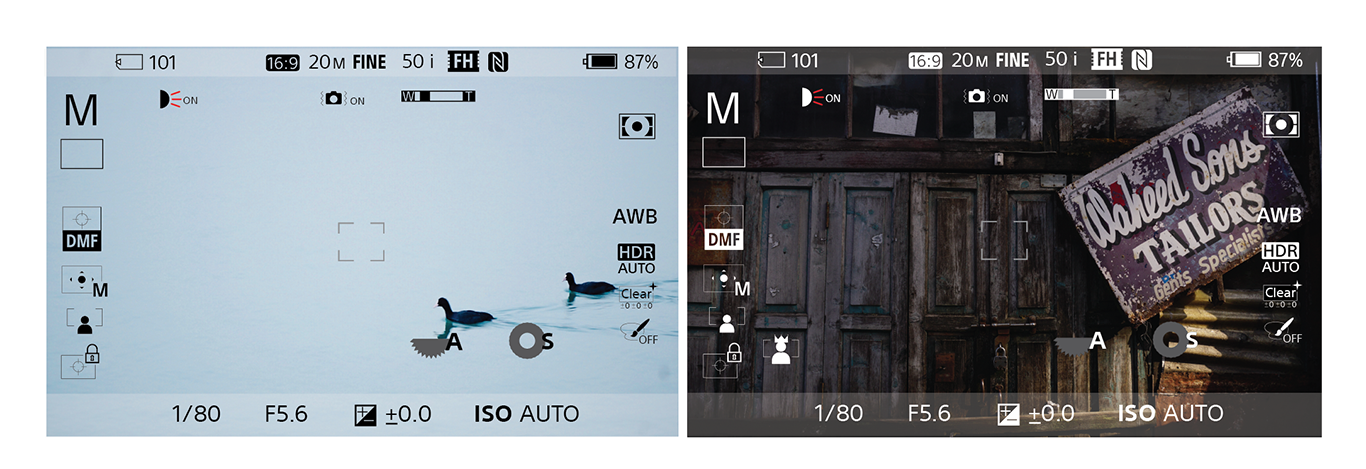 101 16:9 20M FINE 50 i FH N 87%
M ON ON W T
AWB
DMF
HDR
AUTO
M
Clear
A S
OFF
1/80 F5.6 ±0.0 ISO AUTO
101 16:9 20M FINE 50 i FH N 87%
M ON ON W T
Waheed Sons
TAILORS
Gents Specialist
AWB
DMF
HDR
AUTO
M
Clear
A S
OFF
1/80 F5.6 ±0.0 ISO AUTO